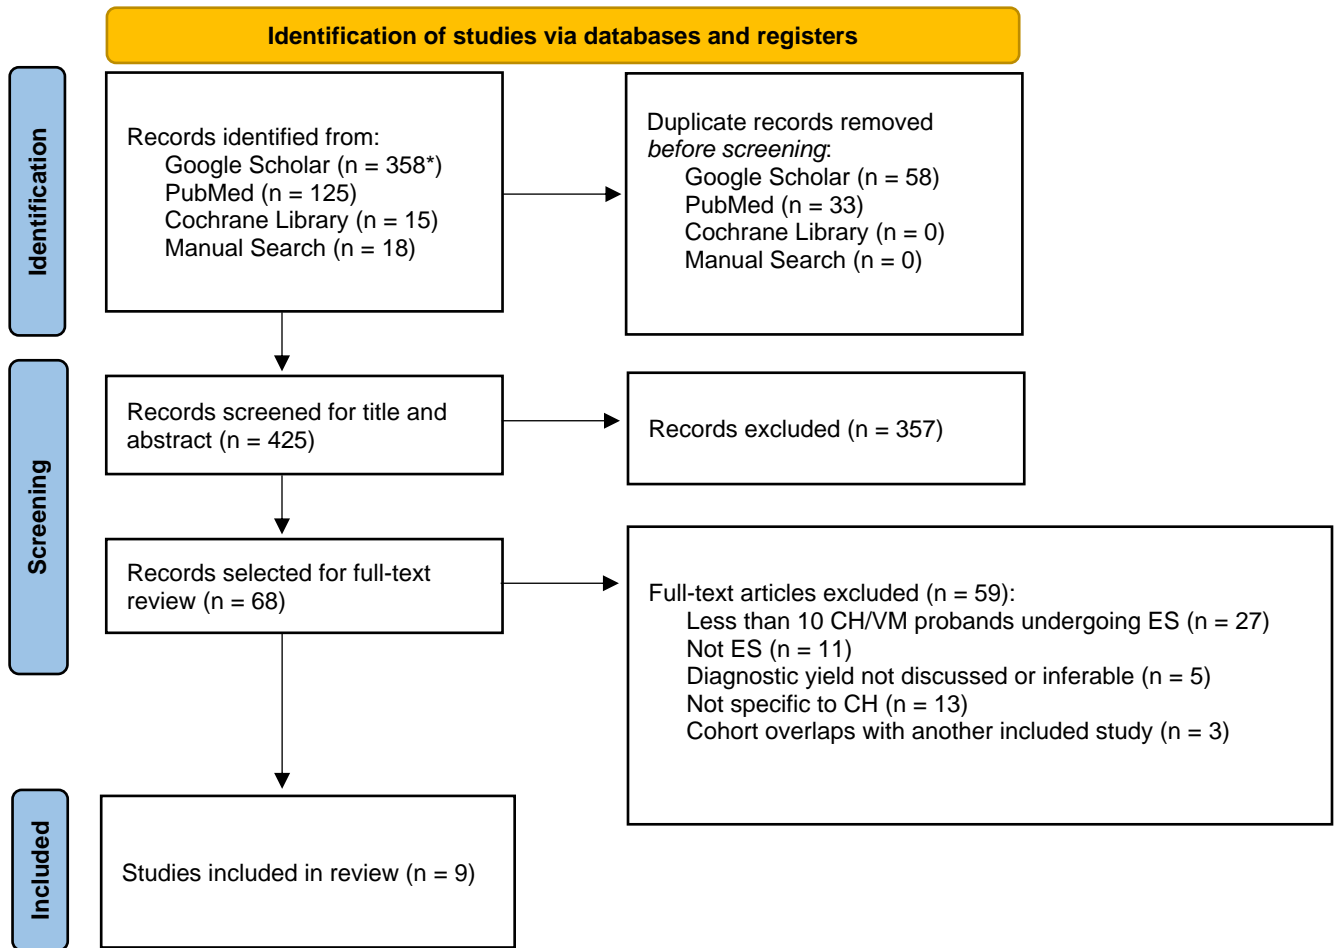 Identification of studies via databases and registers
Identification
Records identified from:
Google Scholar (n = 358*)
PubMed (n = 125)
Cochrane Library (n = 15)
Manual Search (n = 18)
Duplicate records removed
before screening:
Google Scholar (n = 58)
PubMed (n = 33)
Cochrane Library (n = 0)
Manual Search (n = 0)
Screening
Records screened for title and
abstract (n = 425)
Records excluded (n = 357)
Records selected for full-text
review (n = 68)
Full-text articles excluded (n = 59):
Less than 10 CH/VM probands undergoing ES (n = 27)
Not ES (n = 11)
Diagnostic yield not discussed or inferable (n = 5)
Not specific to CH (n = 13)
Cohort overlaps with another included study (n = 3)
Included
Studies included in review (n = 9)